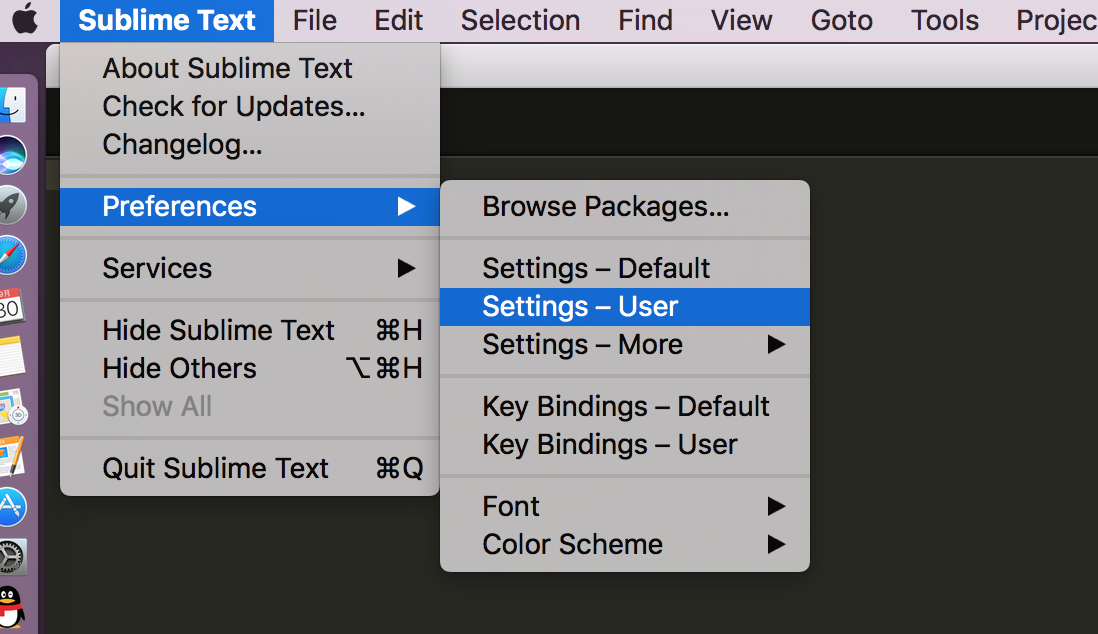 Sublime Text File Edit Selection Find View Goto Tools Projec
About Sublime Text
Check for Updates...
Changelog...
Preferences
Services
Hide Sublime Text ⌘H
Hide Others ⌥⌘H
Show All
Quit Sublime Text ⌘Q
Browse Packages...
Settings – Default
Settings – User
Settings – More
Key Bindings – Default
Key Bindings – User
Font
Color Scheme
9月
30